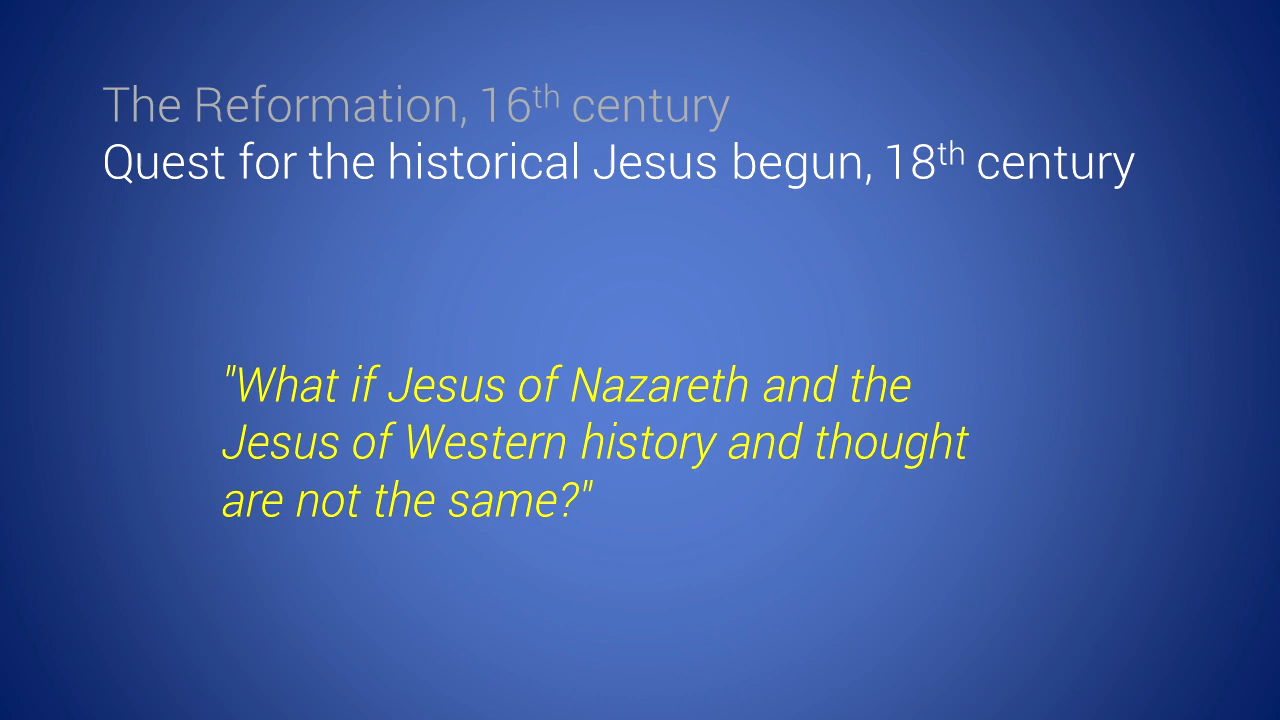 The Reformation, 16th century
Quest for the historical Jesus begun, 18th century
"What if Jesus of Nazareth and the
Jesus of Western history and thought
are not the same?"